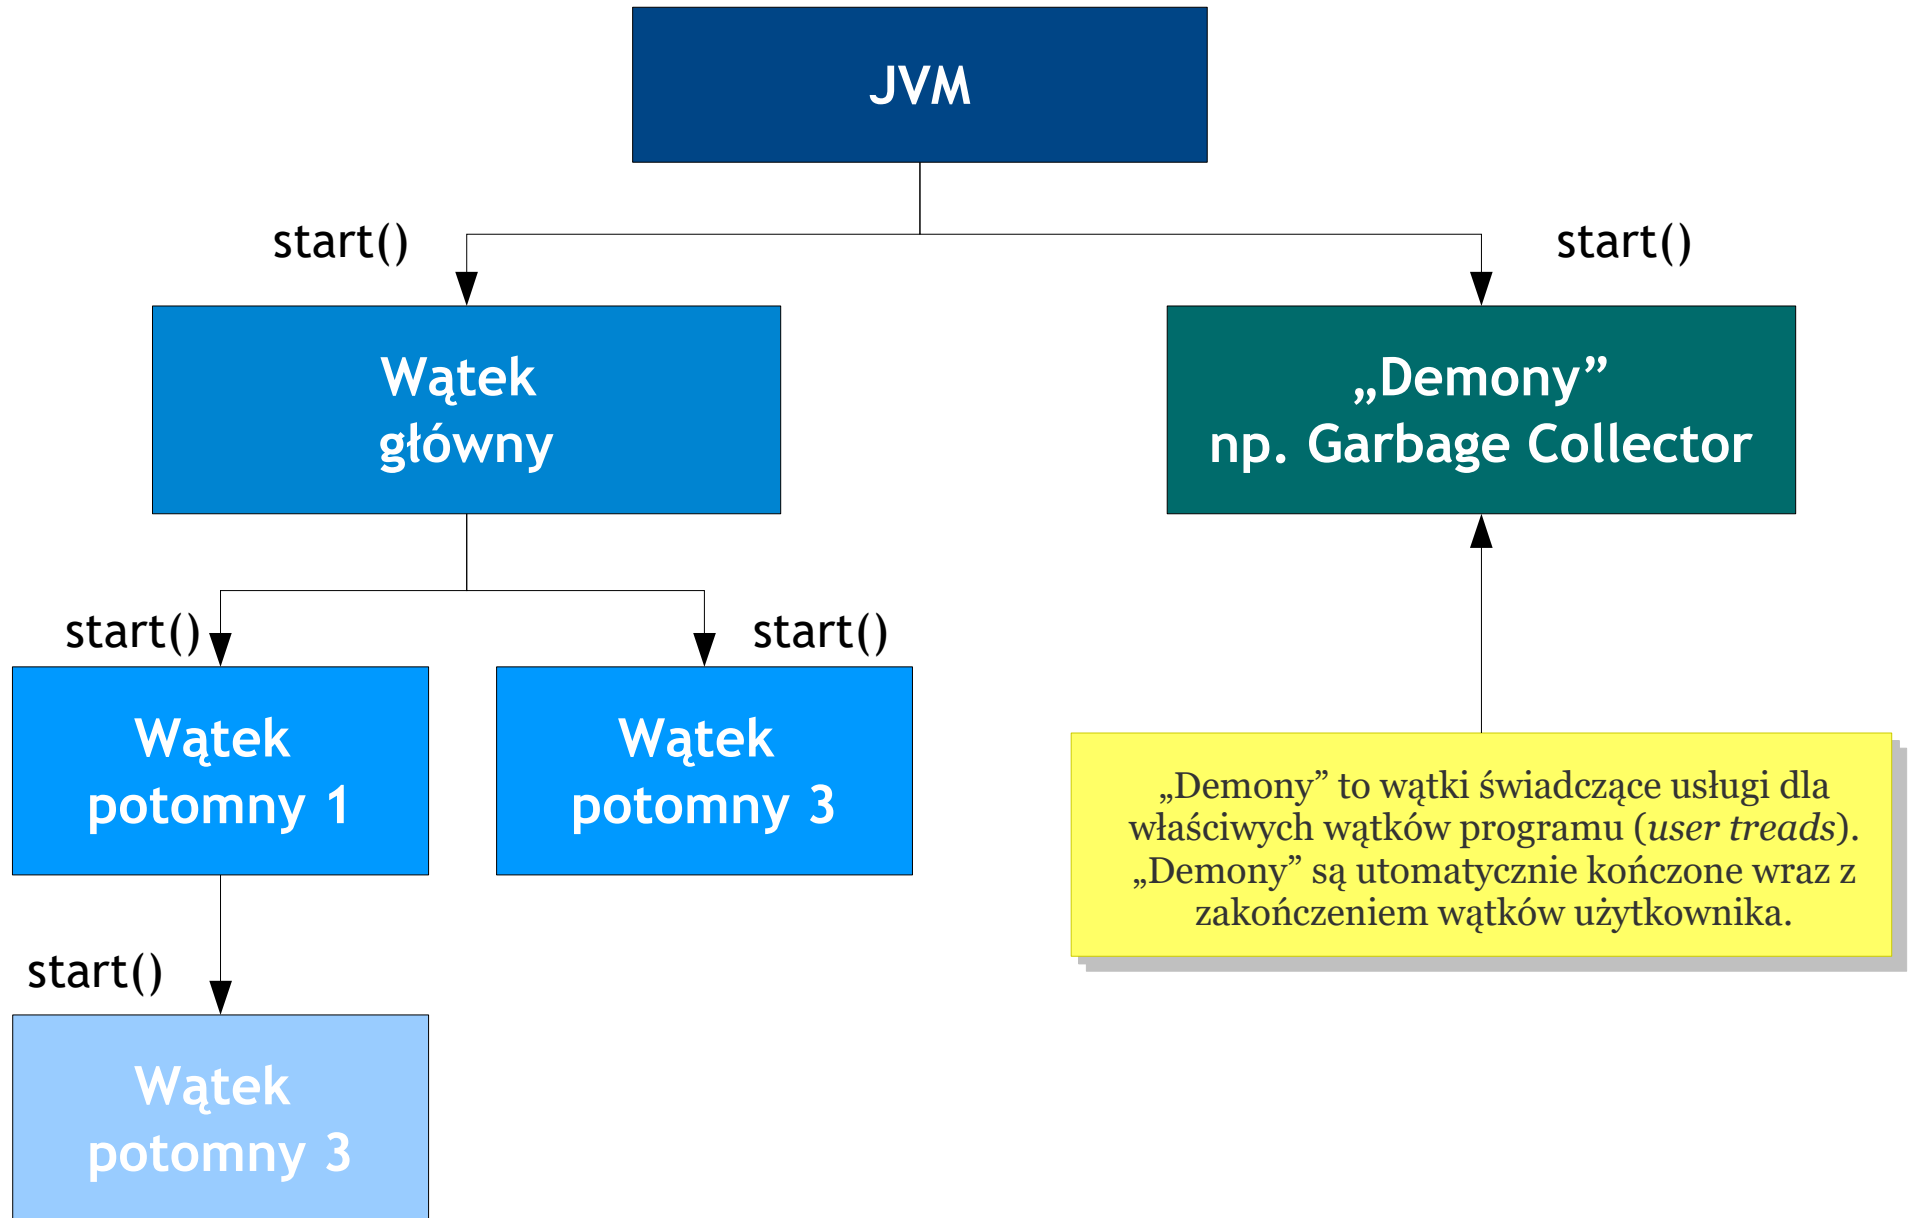 JVM
start()
start()
Wątek
główny
„Demony”
np. Garbage Collector
start()
start()
Wątek
potomny 1
Wątek
potomny 3
„Demony” to wątki świadczące usługi dla
właściwych wątków programu (user treads).
„Demony” są utomatycznie kończone wraz z
zakończeniem wątków użytkownika.
start()
Wątek
potomny 3